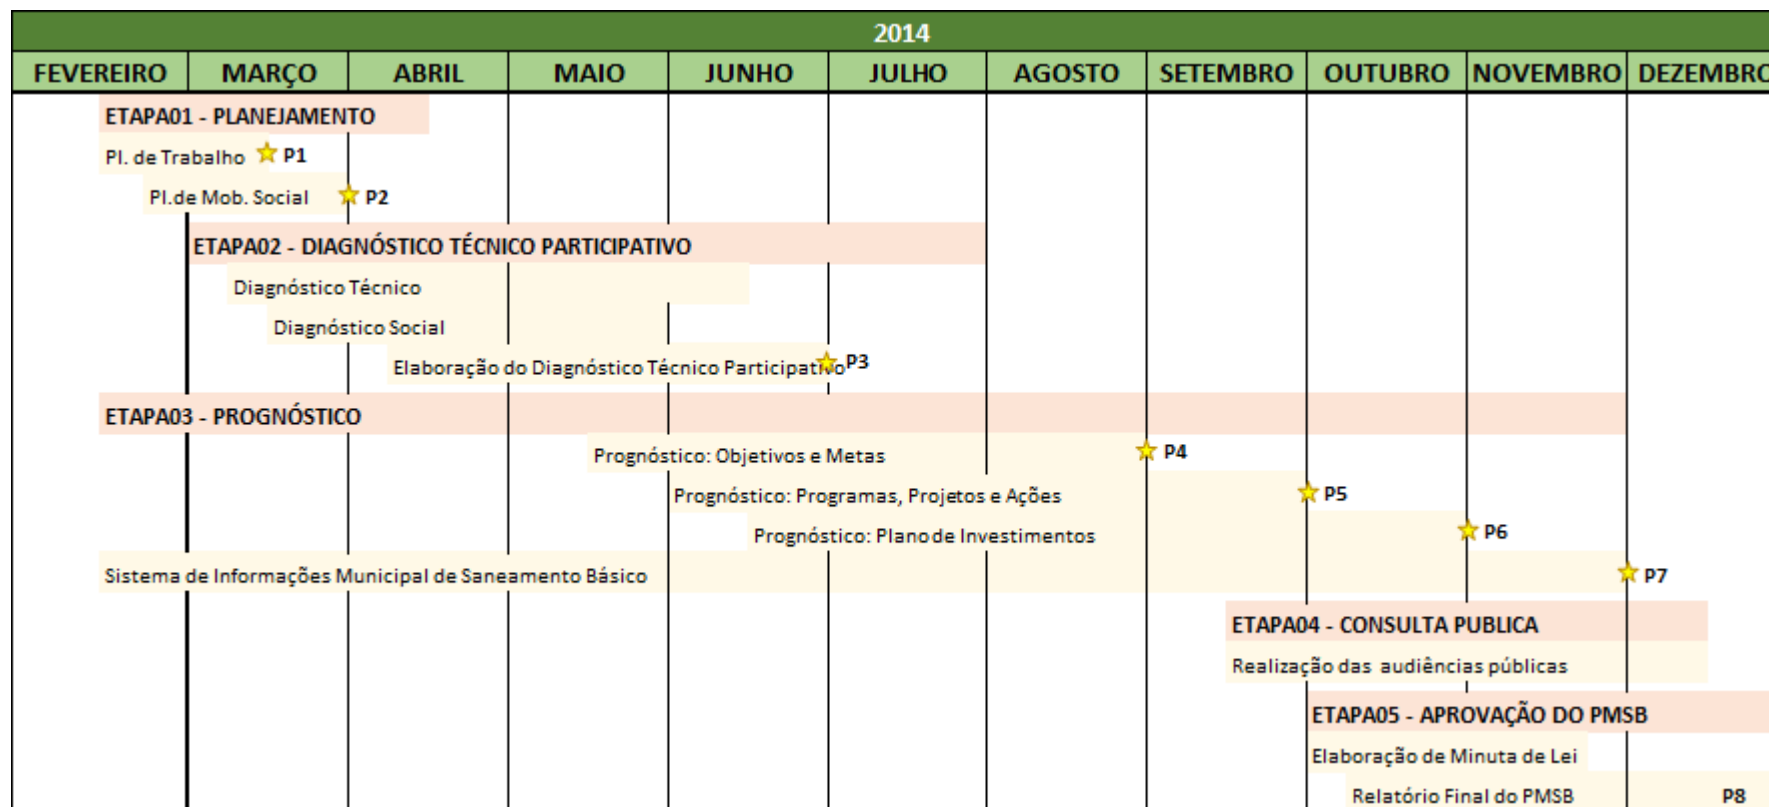 2014
FEVEREIRO MARÇO ABRIL MAIO JUNHO JULHO AGOSTO SETEMBRO OUTUBRO NOVEMBRO DEZEMBRO
ETAPA01 - PLANEJAMENTO
Pl. de Trabalho P1
Pl.de Mob. Social P2
ETAPA02 - DIAGNÓSTICO TÉCNICO PARTICIPATIVO
Diagnóstico Técnico
Diagnóstico Social
Elaboração do Diagnóstico Técnico Participativo P3
ETAPA03 - PROGNÓSTICO
Prognóstico: Objetivos e Metas P4
Prognóstico: Programas, Projetos e Ações P5
Prognóstico: Plano de Investimentos P6
Sistema de Informações Municipal de Saneamento Básico P7
ETAPA04 - CONSULTA PUBLICA
Realização das audiências públicas
ETAPA05 - APROVAÇÃO DO PMSB
Elaboração de Minuta de Lei
Relatório Final do PMSB P8